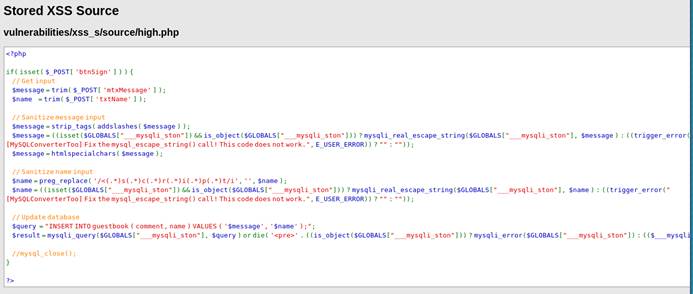 Stored XSS Source
vulnerabilities/xss_s/source/high.php
<?php
if( isset( $_POST[ 'btnSign' ] ) ) {
// Get input
$message = trim( $_POST[ 'mtxMessage' ] );
$name = trim( $_POST[ 'txtName' ] );
// Sanitize message input
$message = strip_tags( addslashes( $message ) );
$message = ((isset($GLOBALS["___mysqli_ston"]) && is_object($GLOBALS["___mysqli_ston"])) ? mysqli_real_escape_string($GLOBALS["___mysqli_ston"], $message ) : ((trigger_error(
[MySQLConverterToo] Fix the mysql_escape_string() call! This code does not work.", E_USER_ERROR)) ? "" : ""));
$message = htmlspecialchars( $message );
// Sanitize name input
$name = preg_replace( '/<(.*)s(.*)c(.*)r(.*)i(.*)p(.*)t/i', '', $name );
$name = ((isset($GLOBALS["___mysqli_ston"]) && is_object($GLOBALS["___mysqli_ston"])) ? mysqli_real_escape_string($GLOBALS["___mysqli_ston"], $name ) : ((trigger_error("
[MySQLConverterToo] Fix the mysql_escape_string() call! This code does not work.", E_USER_ERROR)) ? "" : ""));
// Update database
$query = "INSERT INTO guestbook ( comment, name ) VALUES ( '$message', '$name' );";
$result = mysqli_query($GLOBALS["___mysqli_ston"], $query ) or die( '<pre>' . ((is_object($GLOBALS["___mysqli_ston"])) ? mysqli_error($GLOBALS["___mysqli_ston"]) : (($___mysqli
//mysql_close();
}
?>